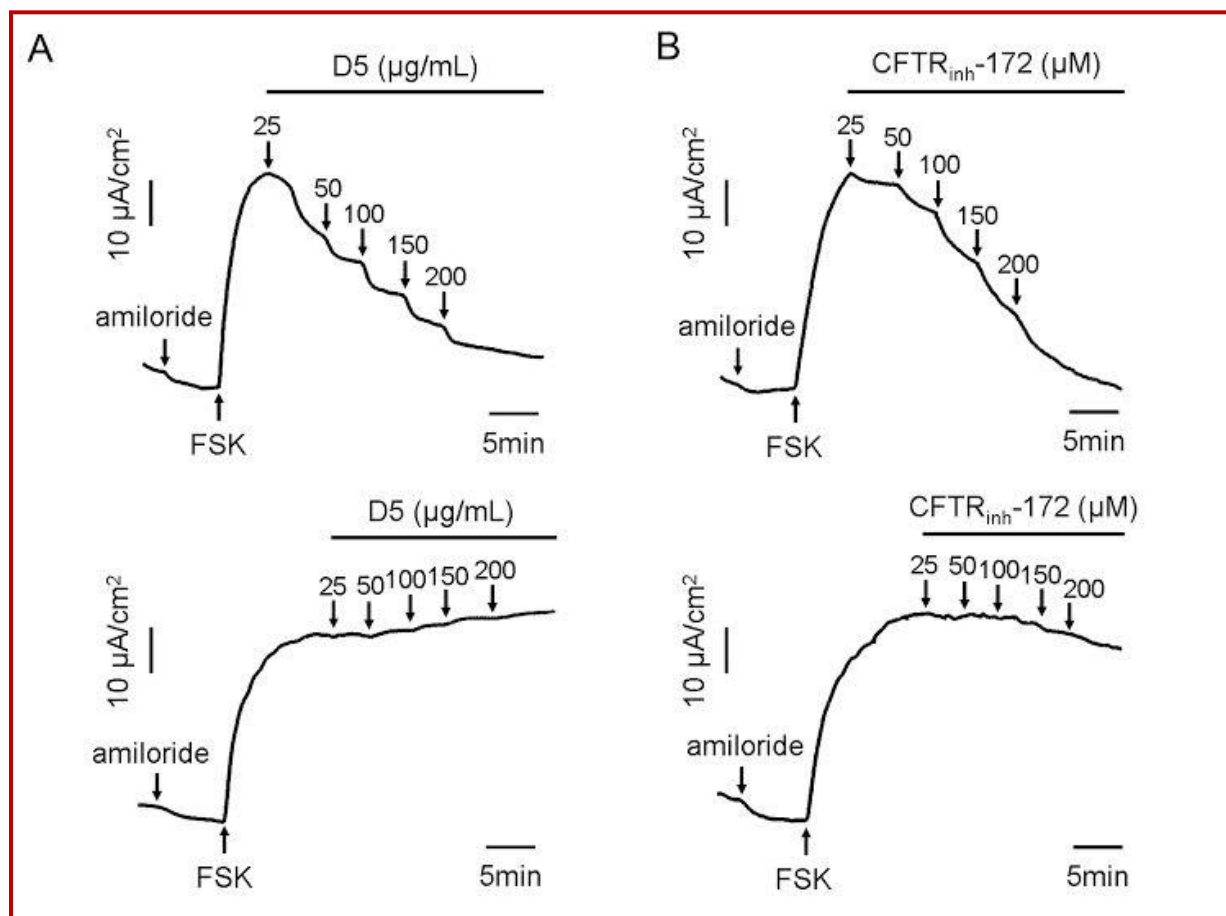 A
D5 (µg/mL)
25
50
100
150
200
10 µA/cm²
amiloride
FSK
5min
B
CFTRinh-172 (µM)
25
50
100
150
200
10 µA/cm²
amiloride
FSK
5min
D5 (µg/mL)
25 50 100 150 200
10 µA/cm²
amiloride
FSK
5min
CFTRinh-172 (µM)
25 50 100 150 200
10 µA/cm²
amiloride
FSK
5min